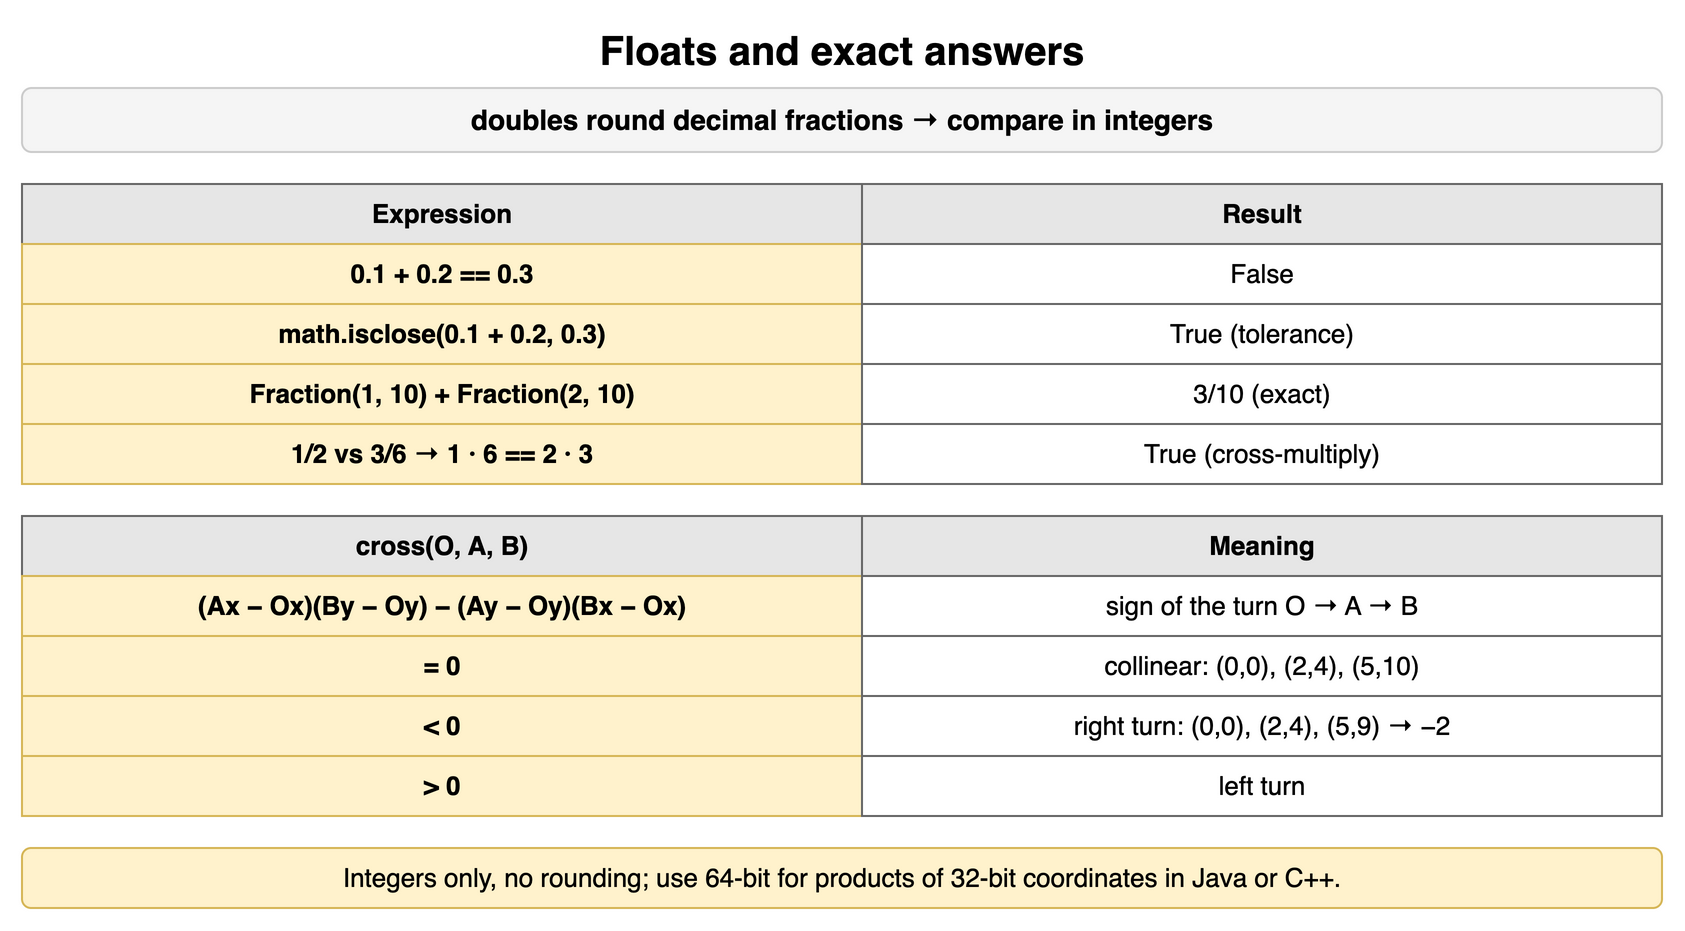 Floats and exact answers
doubles round decimal fractions → compare in integers
Expression Result
0.1 + 0.2 == 0.3 False
math.isclose(0.1 + 0.2, 0.3) True (tolerance)
Fraction(1, 10) + Fraction(2, 10) 3/10 (exact)
1/2 vs 3/6 → 1 · 6 == 2 · 3 True (cross-multiply)
cross(O, A, B) Meaning
(Ax − Ox)(By − Oy) − (Ay − Oy)(Bx − Ox) sign of the turn O → A → B
= 0 collinear: (0,0), (2,4), (5,10)
< 0 right turn: (0,0), (2,4), (5,9) → −2
> 0 left turn
Integers only, no rounding; use 64-bit for products of 32-bit coordinates in Java or C++.